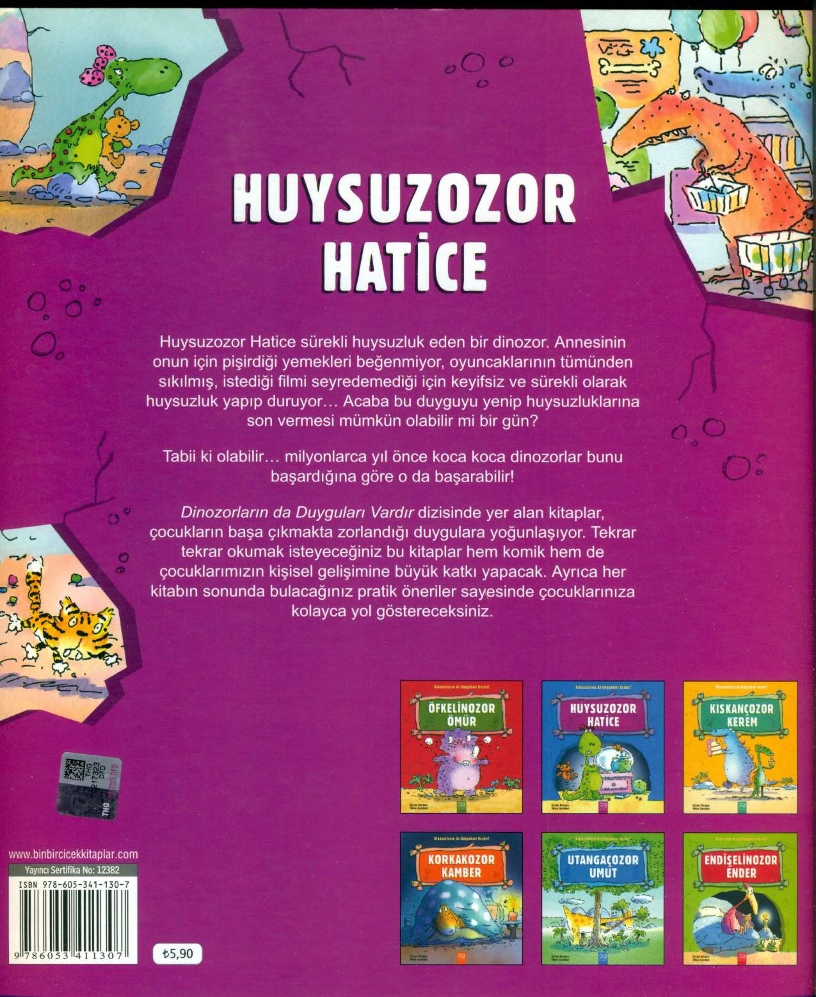 HUYSUZOZOR
HATİCE
Huysuzozor Hatice sürekli huysuzluk eden bir dinozor. Annesinin
onun için pişirdiği yemekleri beğenmiyor, oyuncaklarının tümünden
sıkılmış, istediği filmi seyredemediği için keyifsiz ve sürekli olarak
huysuzluk yapıp duruyor... Acaba bu duyguyu yenip huysuzluklarına
son vermesi mümkün olabilir mi bir gün?
Tabii ki olabilir... milyonlarca yıl önce koca koca dinozorlar bunu
başardığına göre o da başarabilir!
Dinozorların da Duyguları Vardır dizisinde yer alan kitaplar,
çocukların başa çıkmakta zorlandığı duygulara yoğunlaşıyor. Tekrar
tekrar okumak isteyeceğiniz bu kitaplar hem komik hem de
çocuklarımızın kişisel gelişimine büyük katkı yapacak. Ayrıca her
kitabın sonunda bulacağınız pratik öneriler sayesinde çocuklarınıza
kolayca yol göstereceksiniz.
ÖFKELİNOZOR
ÖMÜR
HUYSUZOZOR
HATİCE
KISKANÇOZOR
KEREM
KORKAKOZOR
KAMBER
UTANGAÇOZOR
UMUT
ENDİŞELİNOZOR
ENDER
THG
217323
DFD
THG
www.binbircicekkitaplar.com
Yayıncı Sertifika No: 12382
ISBN 978-605-341-130-7
9 786053 411307
₺5,90